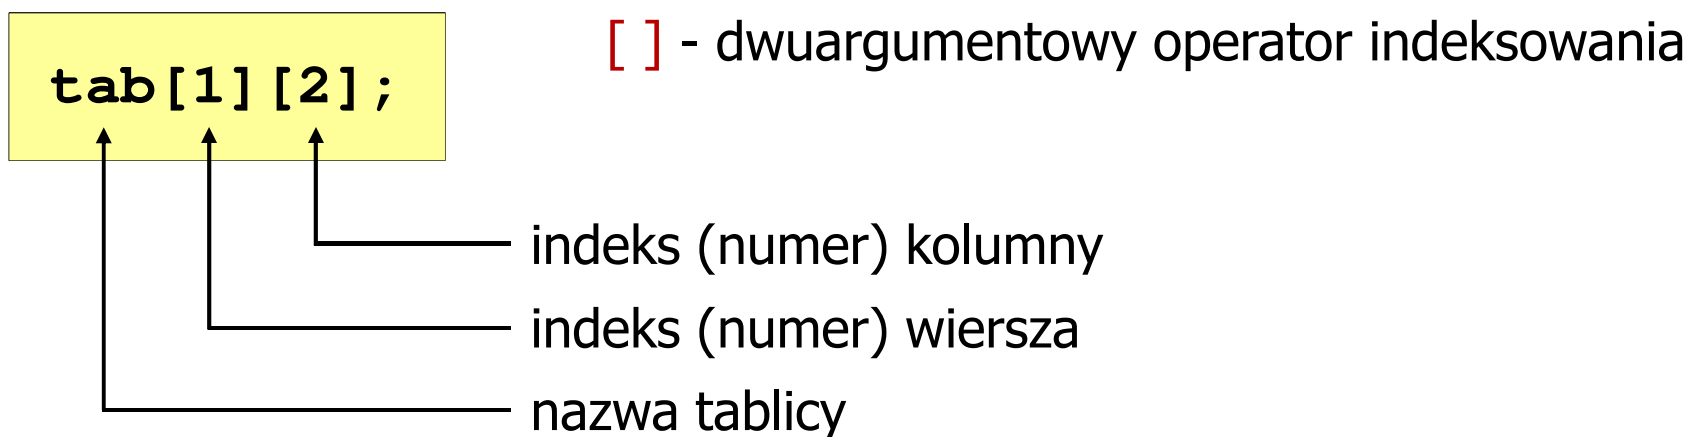 [ ] - dwuargumentowy operator indeksowania
tab[1][2];
indeks (numer) kolumny
indeks (numer) wiersza
nazwa tablicy